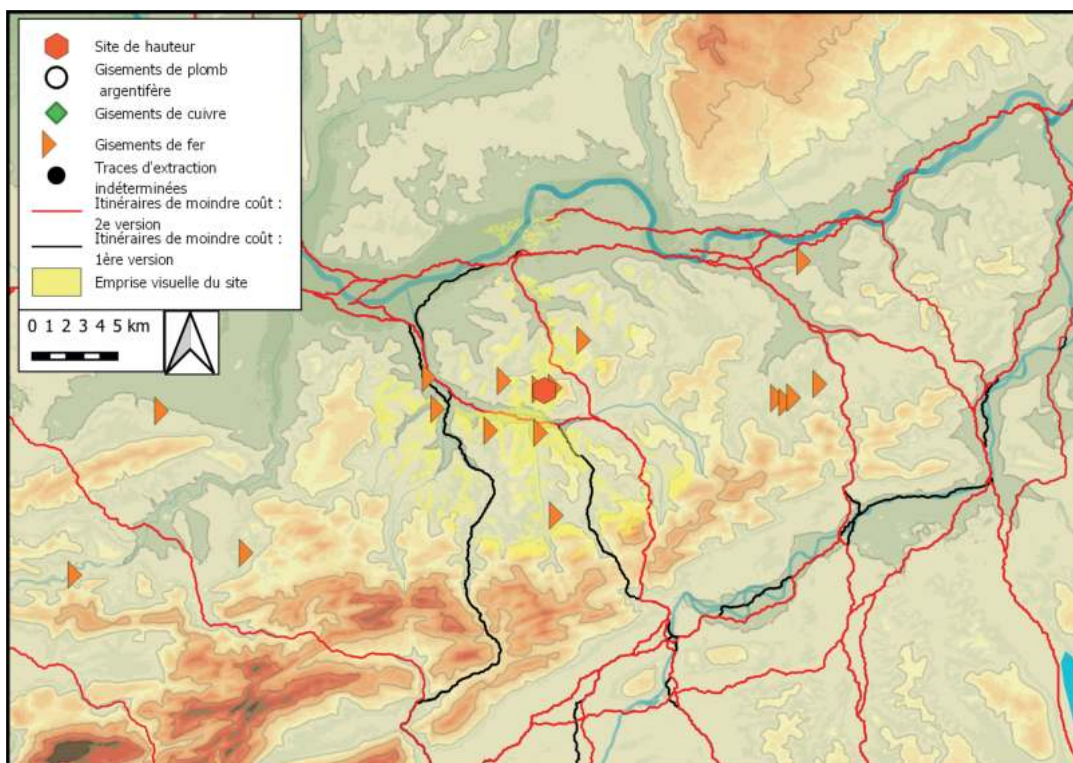 Site de hauteur
Gisements de plomb
argentifère
Gisements de cuivre
Gisements de fer
Traces d'extraction
indéterminées
Itinéraires de moindre coût :
2e version
Itinéraires de moindre coût :
1ère version
Emprise visuelle du site
0 1 2 3 4 5 km